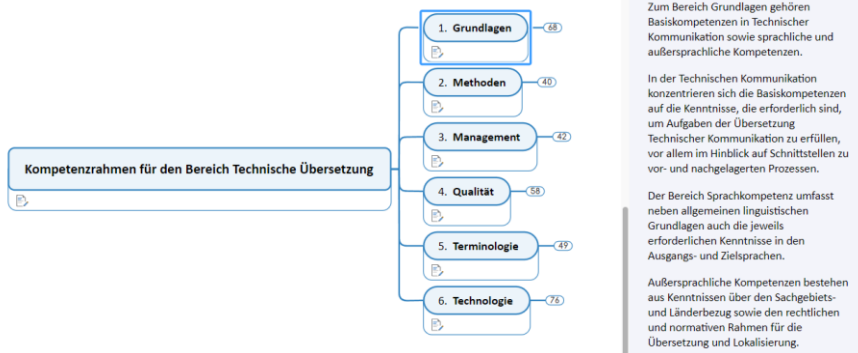 Kompetenzrahmen für den Bereich Technische Übersetzung
1. Grundlagen 68
2. Methoden 40
3. Management 42
4. Qualität 58
5. Terminologie 49
6. Technologie 76
Zum Bereich Grundlagen gehören
Basiskompetenzen in Technischer
Kommunikation sowie sprachliche und
außersprachliche Kompetenzen.
In der Technischen Kommunikation
konzentrieren sich die Basiskompetenzen
auf die Kenntnisse, die erforderlich sind,
um Aufgaben der Übersetzung
Technischer Kommunikation zu erfüllen,
vor allem im Hinblick auf Schnittstellen zu
vor- und nachgelagerten Prozessen.
Der Bereich Sprachkompetenz umfasst
neben allgemeinen linguistischen
Grundlagen auch die jeweils
erforderlichen Kenntnisse in den
Ausgangs- und Zielsprachen.
Außersprachliche Kompetenzen bestehen
aus Kenntnissen über den Sachgebiets-
und Länderbezug sowie den rechtlichen
und normativen Rahmen für die
Übersetzung und Lokalisierung.